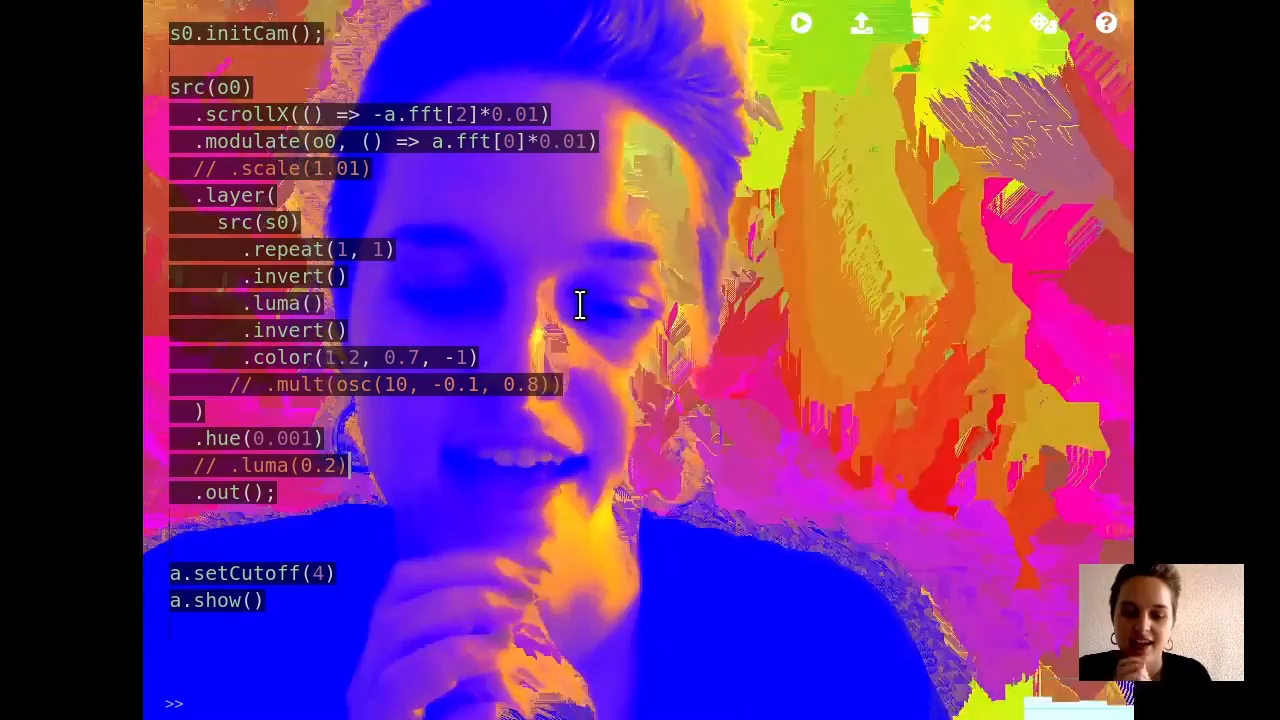 s0.initCam();
src(o0)
.scrollX(() => -a.fft[2]*0.01)
.modulate(o0, () => a.fft[0]*0.01)
// .scale(1.01)
.layer(
src(s0)
.repeat(1, 1)
.invert()
.luma()
.invert()
.color(1.2, 0.7, -1)
// .mult(osc(10, -0.1, 0.8))
)
.hue(0.001)
// .luma(0.2)
.out();
a.setCutoff(4)
a.show()
>>
?